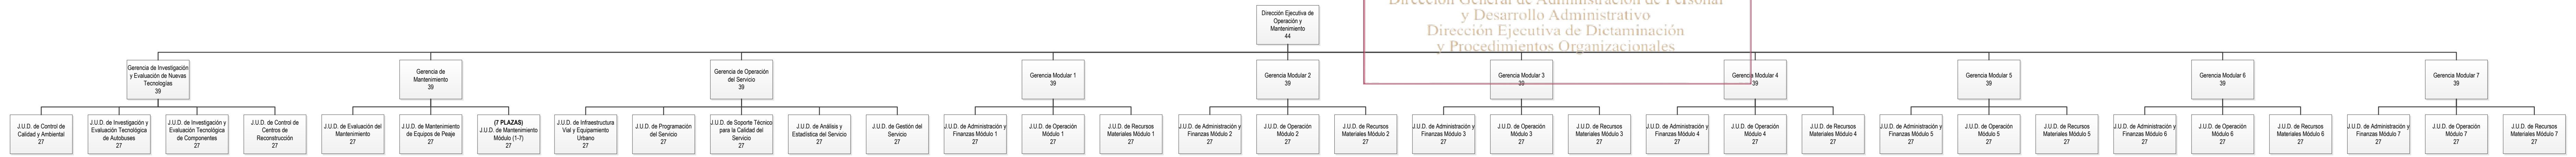 Dirección General de Administración de Personal
y Desarrollo Administrativo
Dirección Ejecutiva de Dictaminación
y Procedimientos Organizacionales
Dirección Ejecutiva de
Operación y
Mantenimiento
44
Gerencia de Investigación
y Evaluación de Nuevas
Tecnologías
39
Gerencia de
Mantenimiento
39
Gerencia de Operación
del Servicio
39
Gerencia Modular 1
39
Gerencia Modular 2
39
Gerencia Modular 3
39
Gerencia Modular 4
39
Gerencia Modular 5
39
Gerencia Modular 6
39
Gerencia Modular 7
39
J.U.D. de Control de
Calidad y Ambiental
27
J.U.D. de Investigación y
Evaluación Tecnológica
de Autobuses
27
J.U.D. de Investigación y
Evaluación Tecnológica
de Componentes
27
J.U.D. de Control de
Centros de
Reconstrucción
27
J.U.D. de Evaluación del
Mantenimiento
27
J.U.D. de Mantenimiento
de Equipos de Peaje
27
(7 PLAZAS)
J.U.D. de Mantenimiento
Módulo (1-7)
27
J.U.D. de Infraestructura
Vial y Equipamiento
Urbano
27
J.U.D. de Programación
del Servicio
27
J.U.D. de Soporte Técnico
para la Calidad del
Servicio
27
J.U.D. de Análisis y
Estadística del Servicio
27
J.U.D. de Gestión del
Servicio
27
J.U.D. de Administración y
Finanzas Módulo 1
27
J.U.D. de Operación
Módulo 1
27
J.U.D. de Recursos
Materiales Módulo 1
27
J.U.D. de Administración y
Finanzas Módulo 2
27
J.U.D. de Operación
Módulo 2
27
J.U.D. de Recursos
Materiales Módulo 2
27
J.U.D. de Administración y
Finanzas Módulo 3
27
J.U.D. de Operación
Módulo 3
27
J.U.D. de Recursos
Materiales Módulo 3
27
J.U.D. de Administración y
Finanzas Módulo 4
27
J.U.D. de Operación
Módulo 4
27
J.U.D. de Recursos
Materiales Módulo 4
27
J.U.D. de Administración y
Finanzas Módulo 5
27
J.U.D. de Operación
Módulo 5
27
J.U.D. de Recursos
Materiales Módulo 5
27
J.U.D. de Administración y
Finanzas Módulo 6
27
J.U.D. de Operación
Módulo 6
27
J.U.D. de Recursos
Materiales Módulo 6
27
J.U.D. de Administración y
Finanzas Módulo 7
27
J.U.D. de Operación
Módulo 7
27
J.U.D. de Recursos
Materiales Módulo 7
27